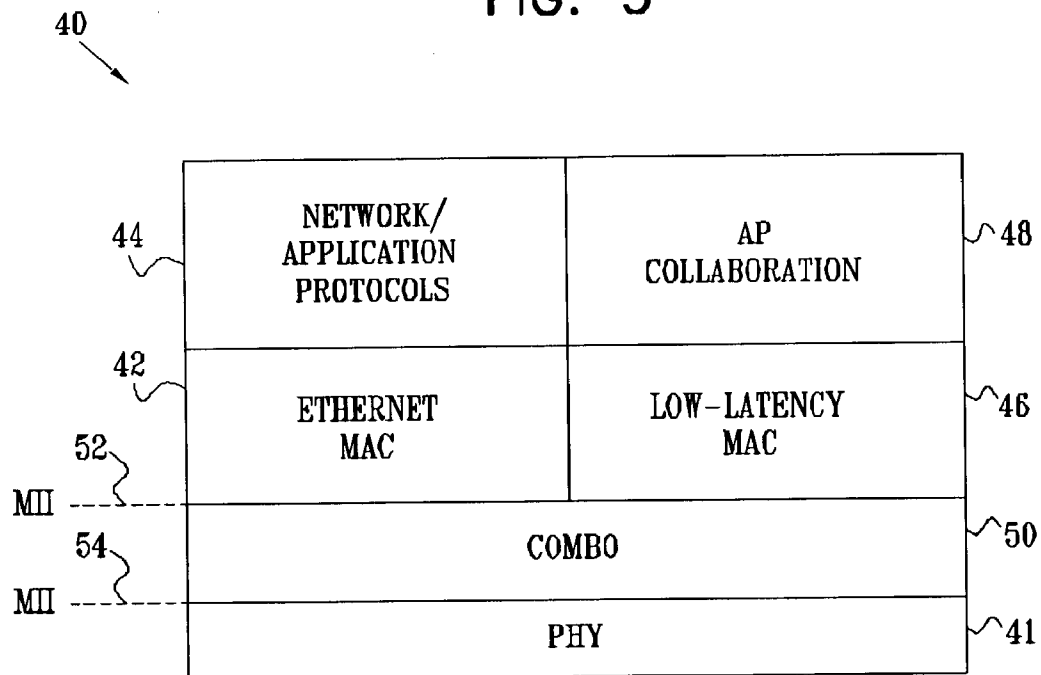 FIG. 3
40
NETWORK/
APPLICATION
PROTOCOLS
AP
COLLABORATION
44
48
42
ETHERNET
MAC
LOW-LATENCY
MAC
46
52
MII
COMBO
50
54
MII
PHY
41